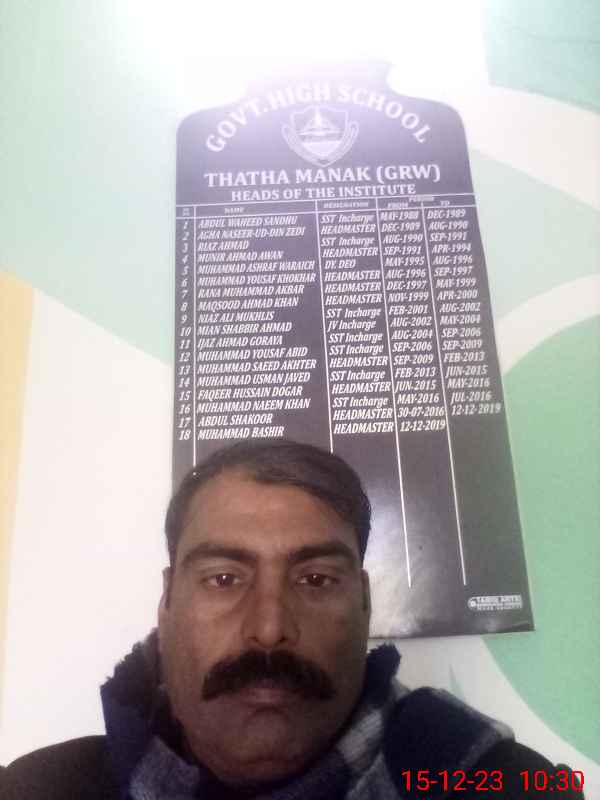 GOVT.HIGH SCHOOL
THATHA MANAK (GRW)
HEADS OF THE INSTITUTE
NAME DESIGNATION PERIOD
FROM TO
1 ABDUL WAHEED SANDHU SST Incharge MAY-1988 DEC-1989
2 AGHA NASEER-UD-DIN ZEDI HEADMASTER DEC-1989 AUG-1990
3 RIAZ AHMAD SST Incharge AUG-1990 SEP-1991
4 MUNIR AHMAD AWAN HEADMASTER SEP-1991 APR-1994
5 MUHAMMAD ASHRAF WARAICH DY. DEO MAY-1995 AUG-1996
6 MUHAMMAD YOUSAF KHOKHAR HEADMASTER AUG-1996 SEP-1997
7 RANA MUHAMMAD AKBAR HEADMASTER DEC-1997 MAY-1999
8 MAQSOOD AHMAD KHAN HEADMASTER NOV-1999 APR-2000
9 NIAZ ALI MUKHLIS SST Incharge FEB-2001 AUG-2002
10 MIAN SHABBIR AHMAD JV Incharge AUG-2002 MAY-2004
11 IJAZ AHMAD GORAYA SST Incharge AUG-2004 SEP-2006
12 MUHAMMAD YOUSAF ABID SST Incharge SEP-2006 SEP-2009
13 MUHAMMAD SAEED AKHTER HEADMASTER SEP-2009 FEB-2013
14 MUHAMMAD USMAN JAVED SST Incharge FEB-2013 JUN-2015
15 FAQEER HUSSAIN DOGAR HEADMASTER JUN-2015 MAY-2016
16 MUHAMMAD NAEEM KHAN SST Incharge MAY-2016 JUL-2016
17 ABDUL SHAKOOR HEADMASTER 30-07-2016 12-12-2019
18 MUHAMMAD BASHIR HEADMASTER 12-12-2019
TARIQ ARTS
15-12-23 10:30